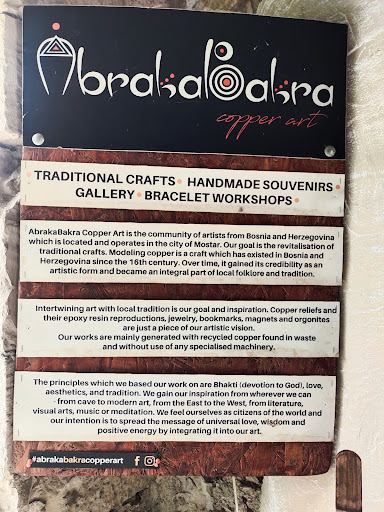 AbrakaBakra
copper art
TRADITIONAL CRAFTS • HANDMADE SOUVENIRS •
GALLERY • BRACELET WORKSHOPS •
AbrakaBakra Copper Art is the community of artists from Bosnia and Herzegovina
which is located and operates in the city of Mostar. Our goal is the revitalisation of
traditional crafts. Modeling copper is a craft which has existed in Bosnia and
Herzegovina since the 16th century. Over time, it gained its credibility as an
artistic form and became an integral part of local folklore and tradition.
Intertwining art with local tradition is our goal and inspiration. Copper reliefs and
their epoxy resin reproductions, jewelry, bookmarks, magnets and orgonites
are just a piece of our artistic vision.
Our works are mainly generated with recycled copper found in waste
and without use of any specialised machinery.
The principles which we based our work on are Bhakti (devotion to God), love,
aesthetics, and tradition. We gain our inspiration from wherever we can
- from cave to modern art, from the East to the West, from literature,
visual arts, music or meditation. We feel ourselves as citizens of the world and
our intention is to spread the message of universal love, wisdom and
positive energy by integrating it into our art.
#abrakabakracopperart